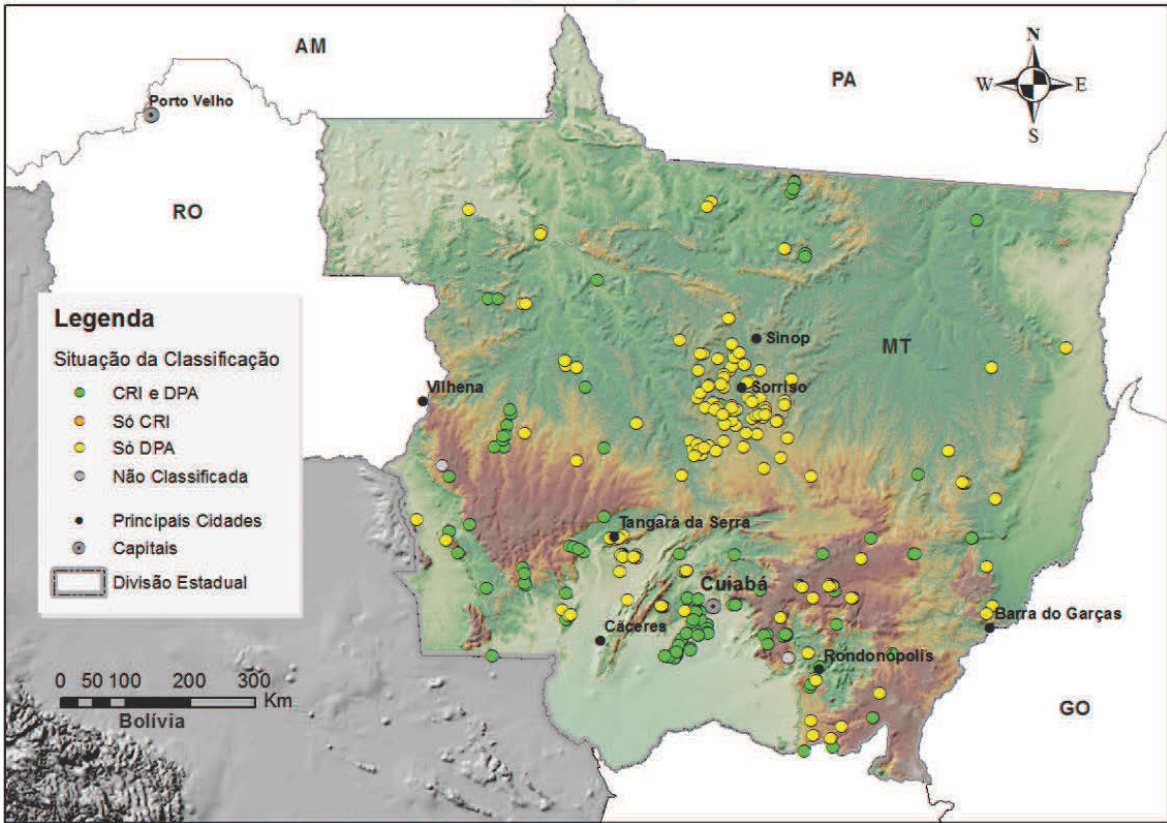 AM
PA
N
W
E
S
Porto Velho
RO
Legenda
Situação da Classificação
CRI e DPA
Só CRI
Só DPA
Não Classificada
Principais Cidades
Capitais
Divisão Estadual
Sinop
MT
Vilhena
Sorriso
Tangará da Serra
Cuiabá
Cáceres
Barra do Garças
Rondonópolis
0 50 100 200 300
Km
Bolívia
GO